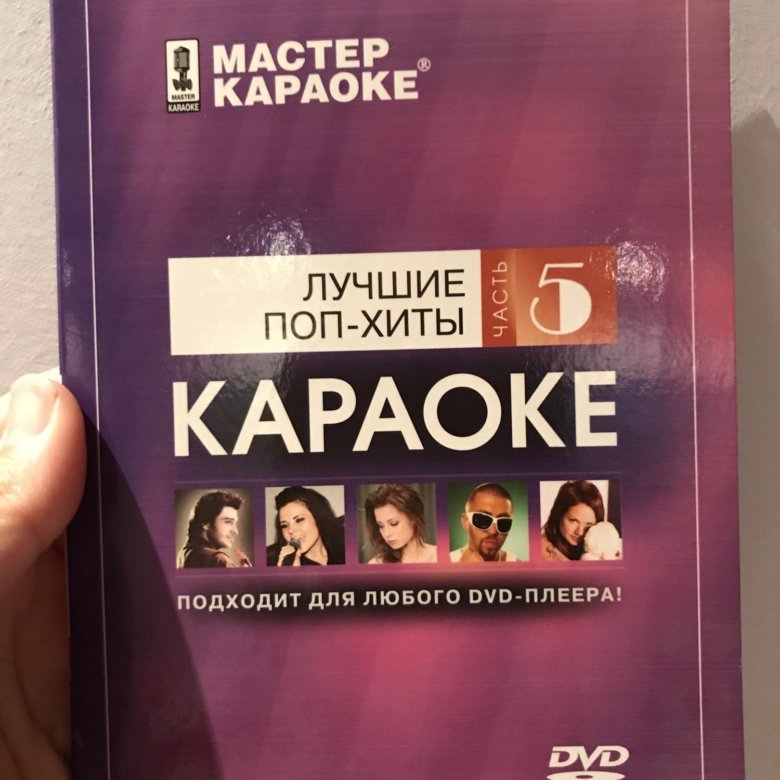 MASTER
KARAOKE
МАСТЕР
КАРАОКЕ®
ЛУЧШИЕ
ПОП-ХИТЫ
ЧАСТЬ 5
КАРАОКЕ
ПОДХОДИТ ДЛЯ ЛЮБОГО DVD-ПЛЕЕРА!
DVD